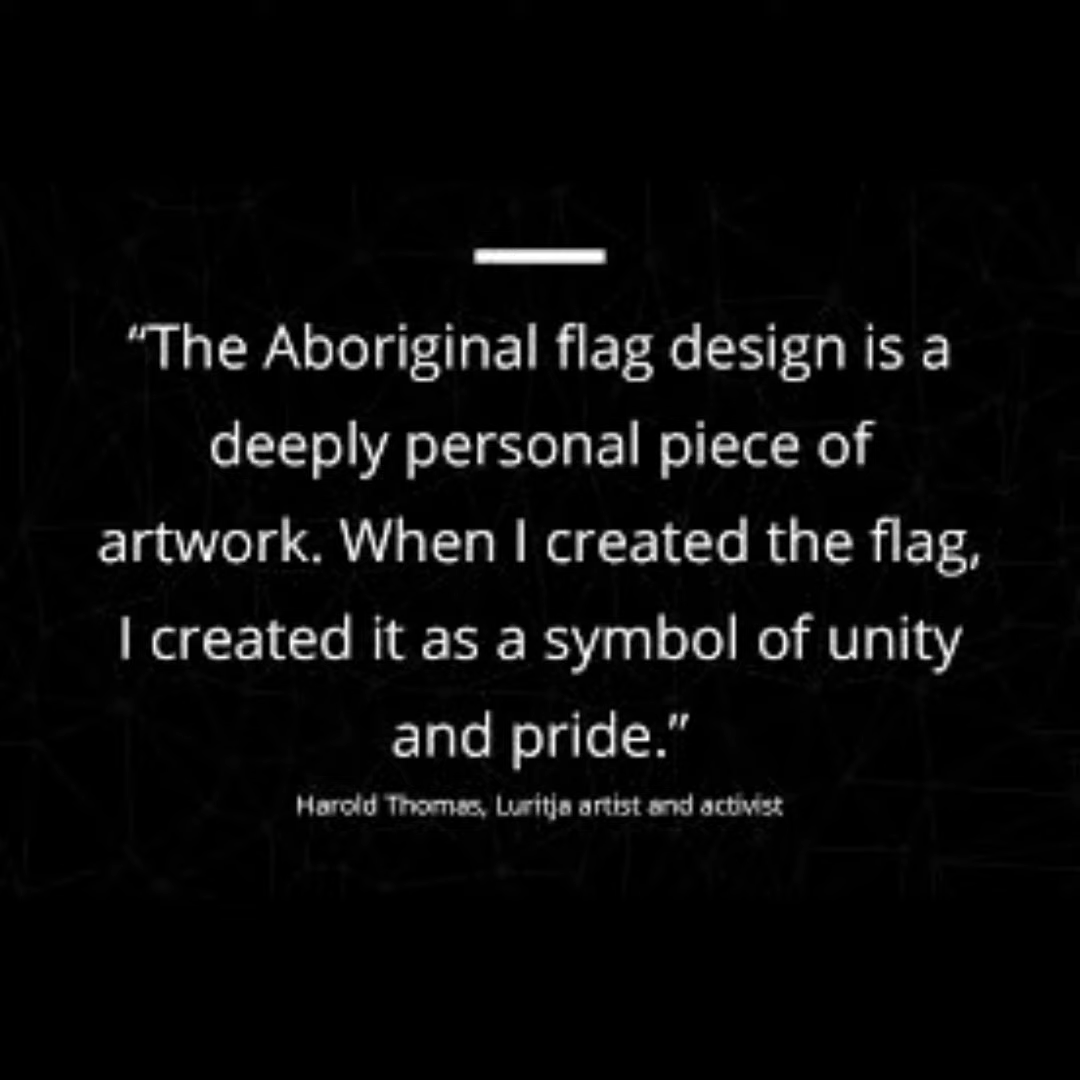 “The Aboriginal flag design is a
deeply personal piece of
artwork. When I created the flag,
I created it as a symbol of unity
and pride.”
Harold Thomas, Luritja artist and activist